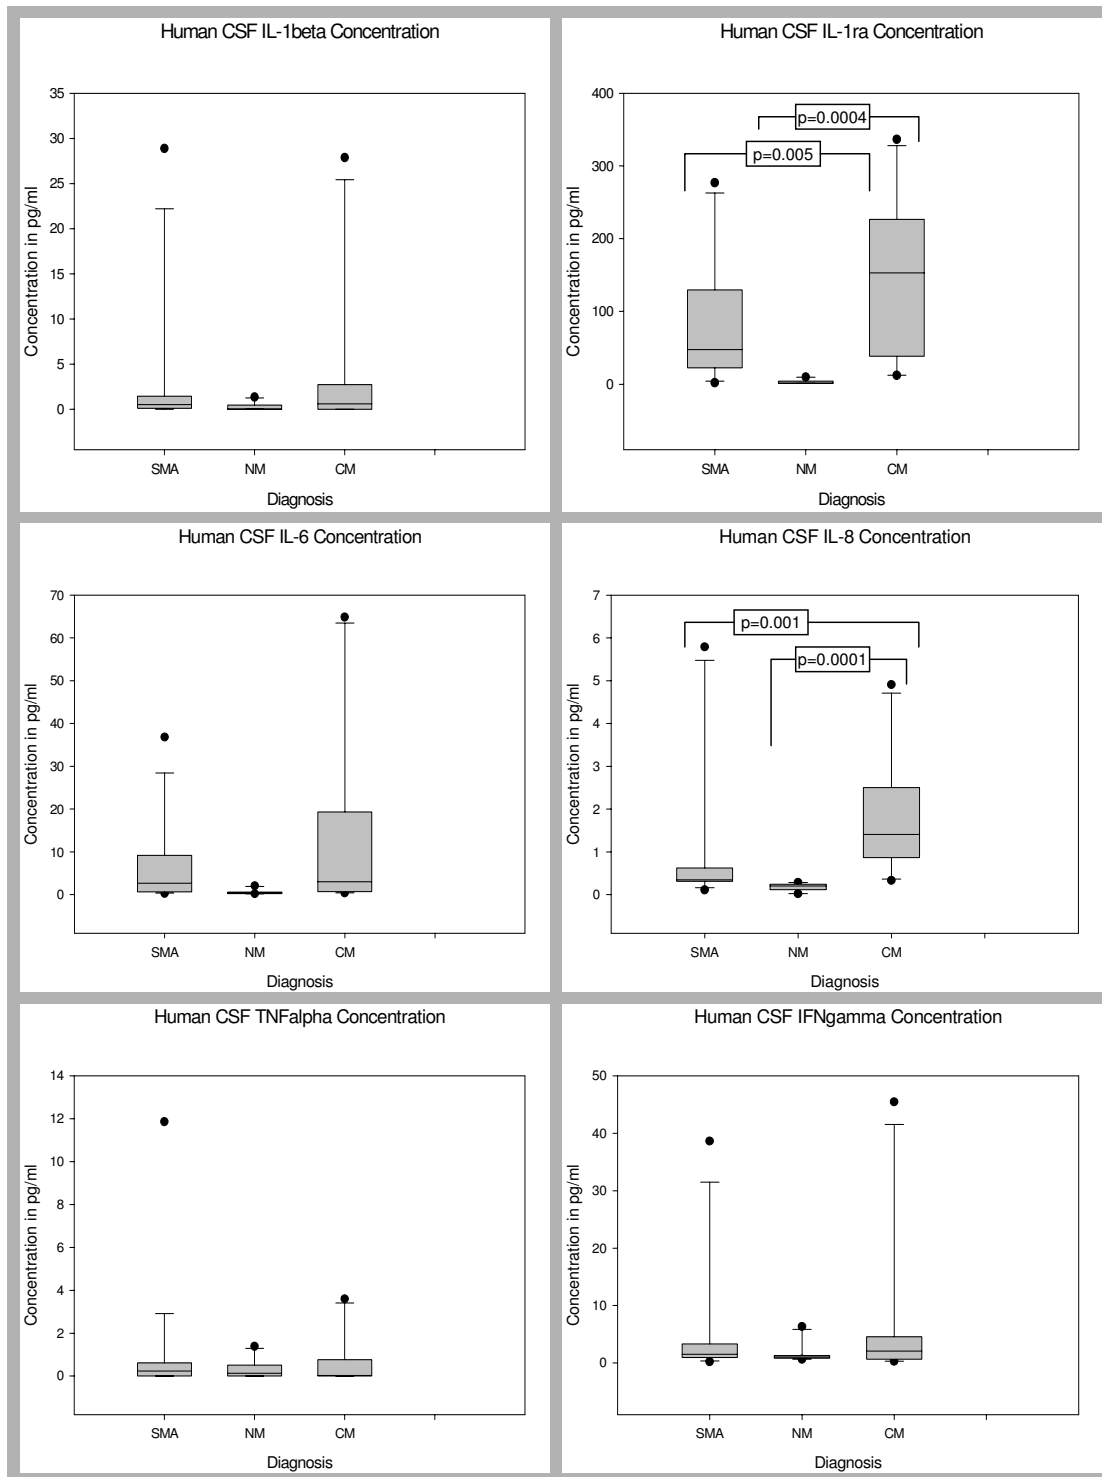 Human CSF IL-1beta Concentration
Concentration in pg/ml
35
30
25
20
15
10
5
0
SMA NM CM
Diagnosis
Human CSF IL-1ra Concentration
Concentration in pg/ml
400
300
200
100
0
p=0.0004
p=0.005
SMA NM CM
Diagnosis
Human CSF IL-6 Concentration
Concentration in pg/ml
70
60
50
40
30
20
10
0
SMA NM CM
Diagnosis
Human CSF IL-8 Concentration
Concentration in pg/ml
7
6
5
4
3
2
1
0
p=0.001
p=0.0001
SMA NM CM
Diagnosis
Human CSF TNFalpha Concentration
Concentration in pg/ml
14
12
10
8
6
4
2
0
SMA NM CM
Diagnosis
Human CSF IFNgamma Concentration
Concentration in pg/ml
50
40
30
20
10
0
SMA NM CM
Diagnosis